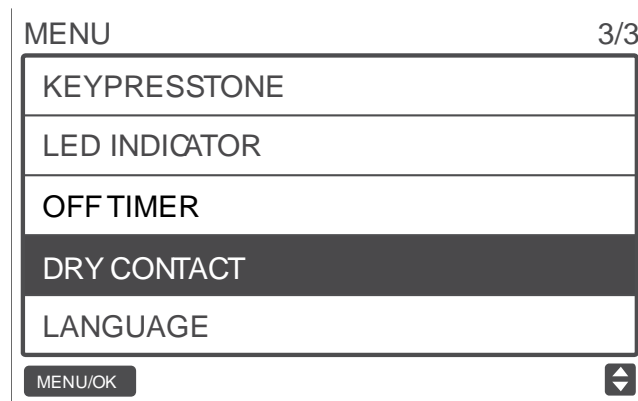 MENU 3/3
KEYPRESSTONE
LED INDICATOR
OFF TIMER
DRY CONTACT
LANGUAGE
MENU/OK